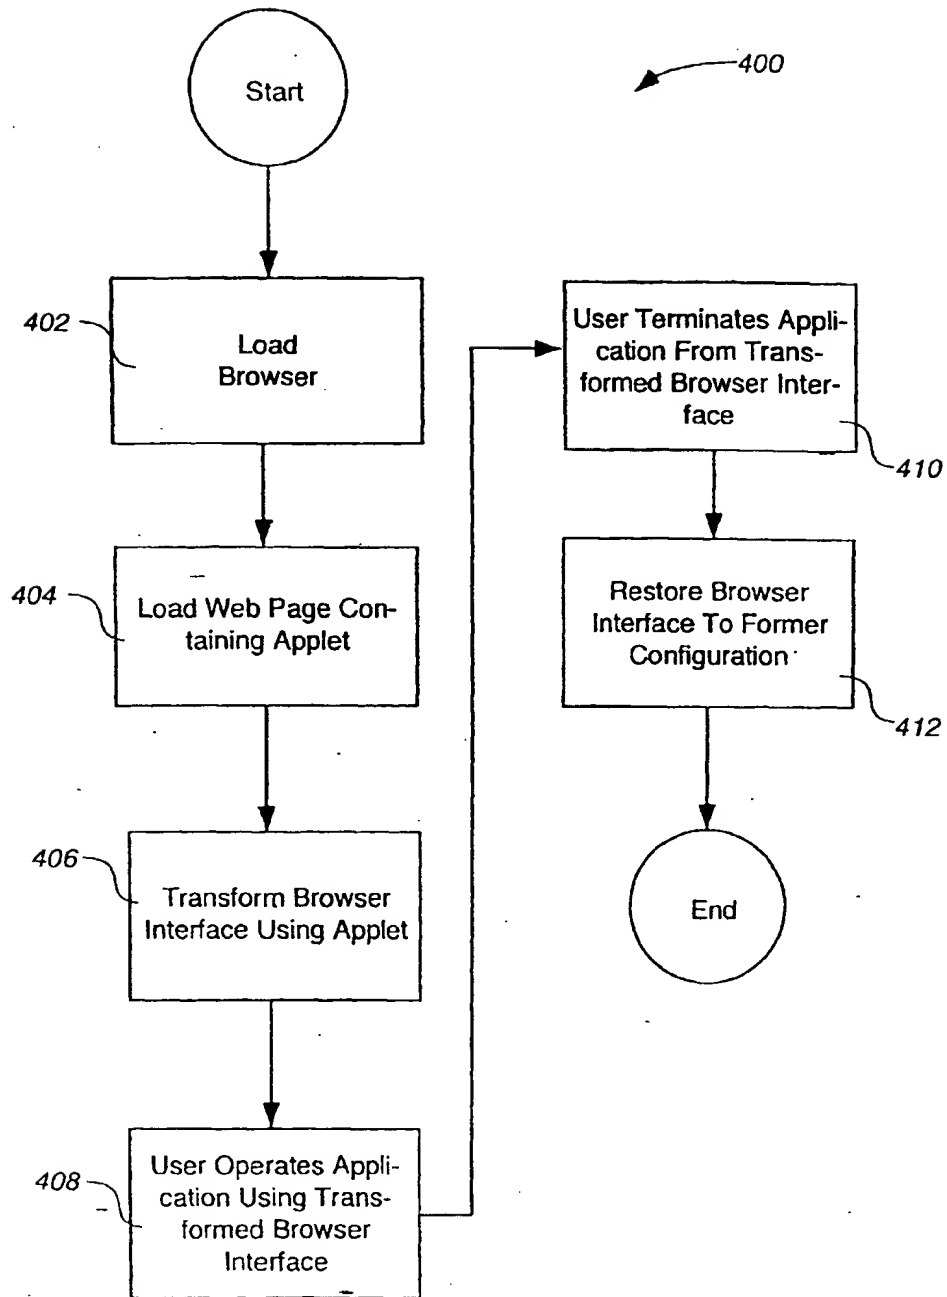 Start
400
402
Load
Browser
404
Load Web Page Con-
taining Applet
406
Transform Browser
Interface Using Applet
408
User Operates Appli-
cation Using Trans-
formed Browser
Interface
User Terminates Appli-
cation From Trans-
formed Browser Inter-
face
410
Restore Browser
Interface To Former
Configuration
412
End